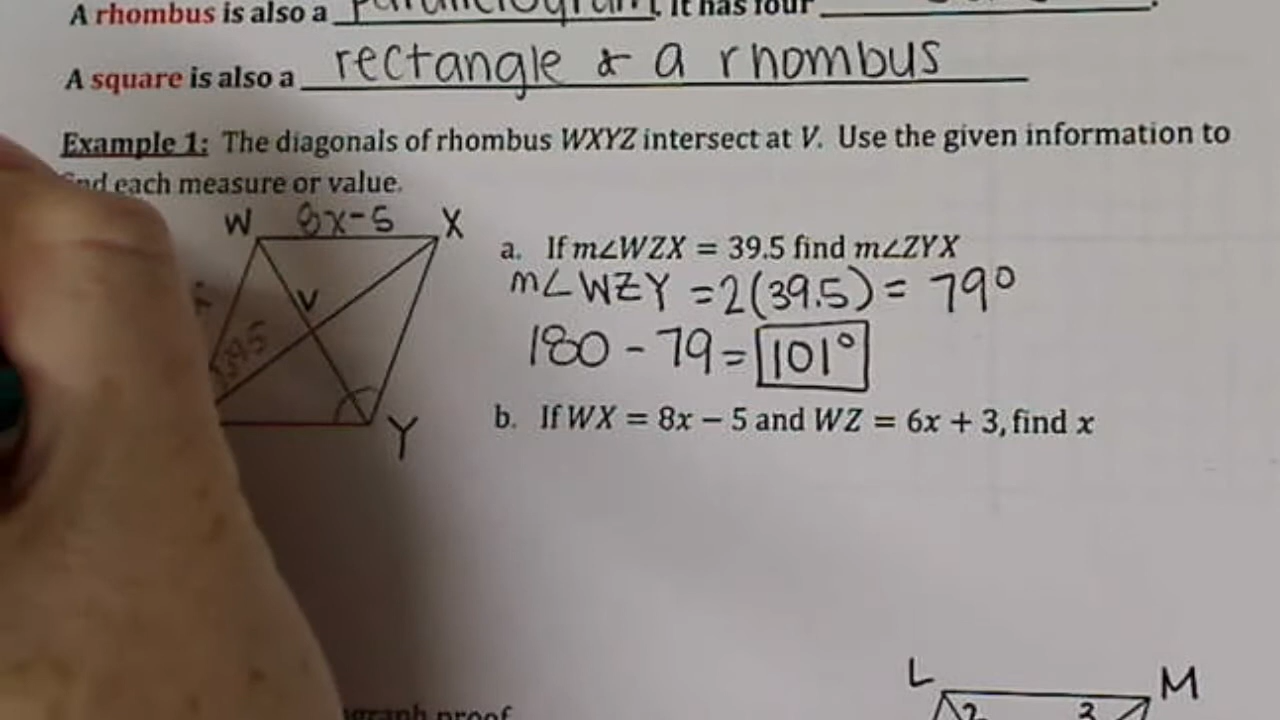 A rhombus is also a parallelogram. It has four
A square is also a rectangle & a rhombus
Example 1: The diagonals of rhombus WXYZ intersect at V. Use the given information to
find each measure or value.
W 8x-5 X
V
39.5
Y
a. If m∠WZX = 39.5 find m∠ZYX
m∠WZY = 2(39.5) = 79°
180 - 79 = 101°
b. If WX = 8x − 5 and WZ = 6x + 3, find x
L M
2 3
proof